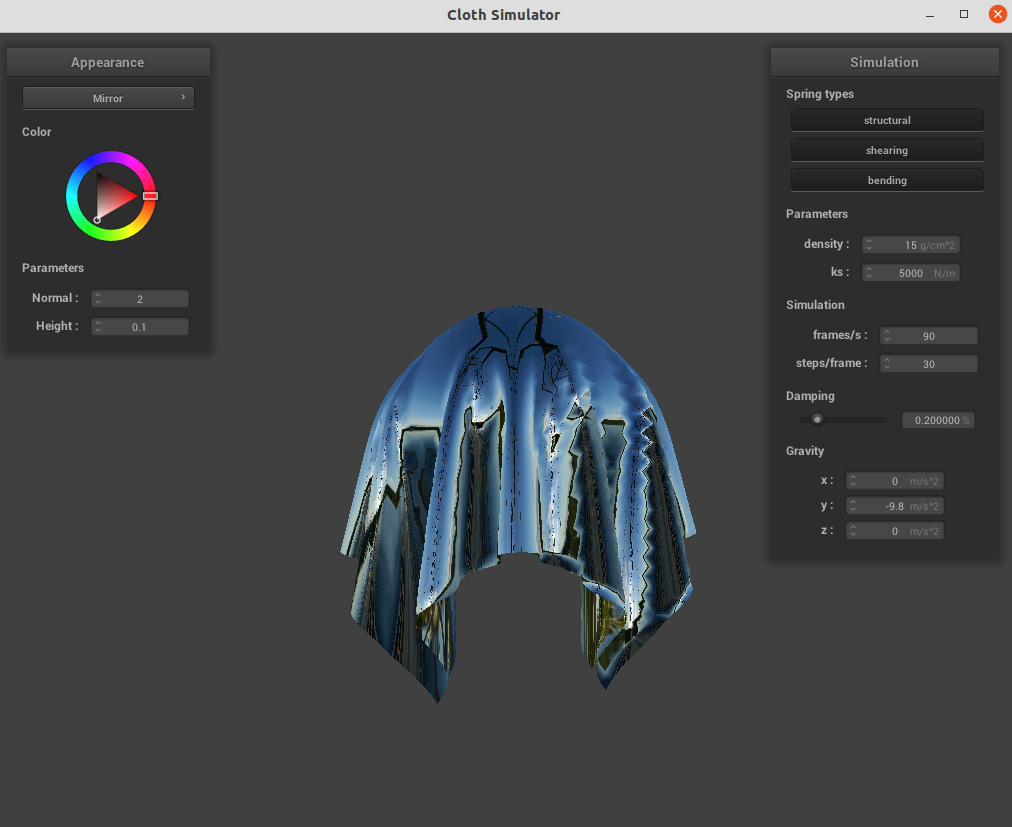 Cloth Simulator
Appearance
Mirror
Color
Parameters
Normal : 2
Height : 0.1
Simulation
Spring types
structural
shearing
bending
Parameters
density : 15 g/cm^2
ks : 5000 N/m
Simulation
frames/s : 90
steps/frame : 30
Damping
0.200000 %
Gravity
x : 0 m/s^2
y : -9.8 m/s^2
z : 0 m/s^2